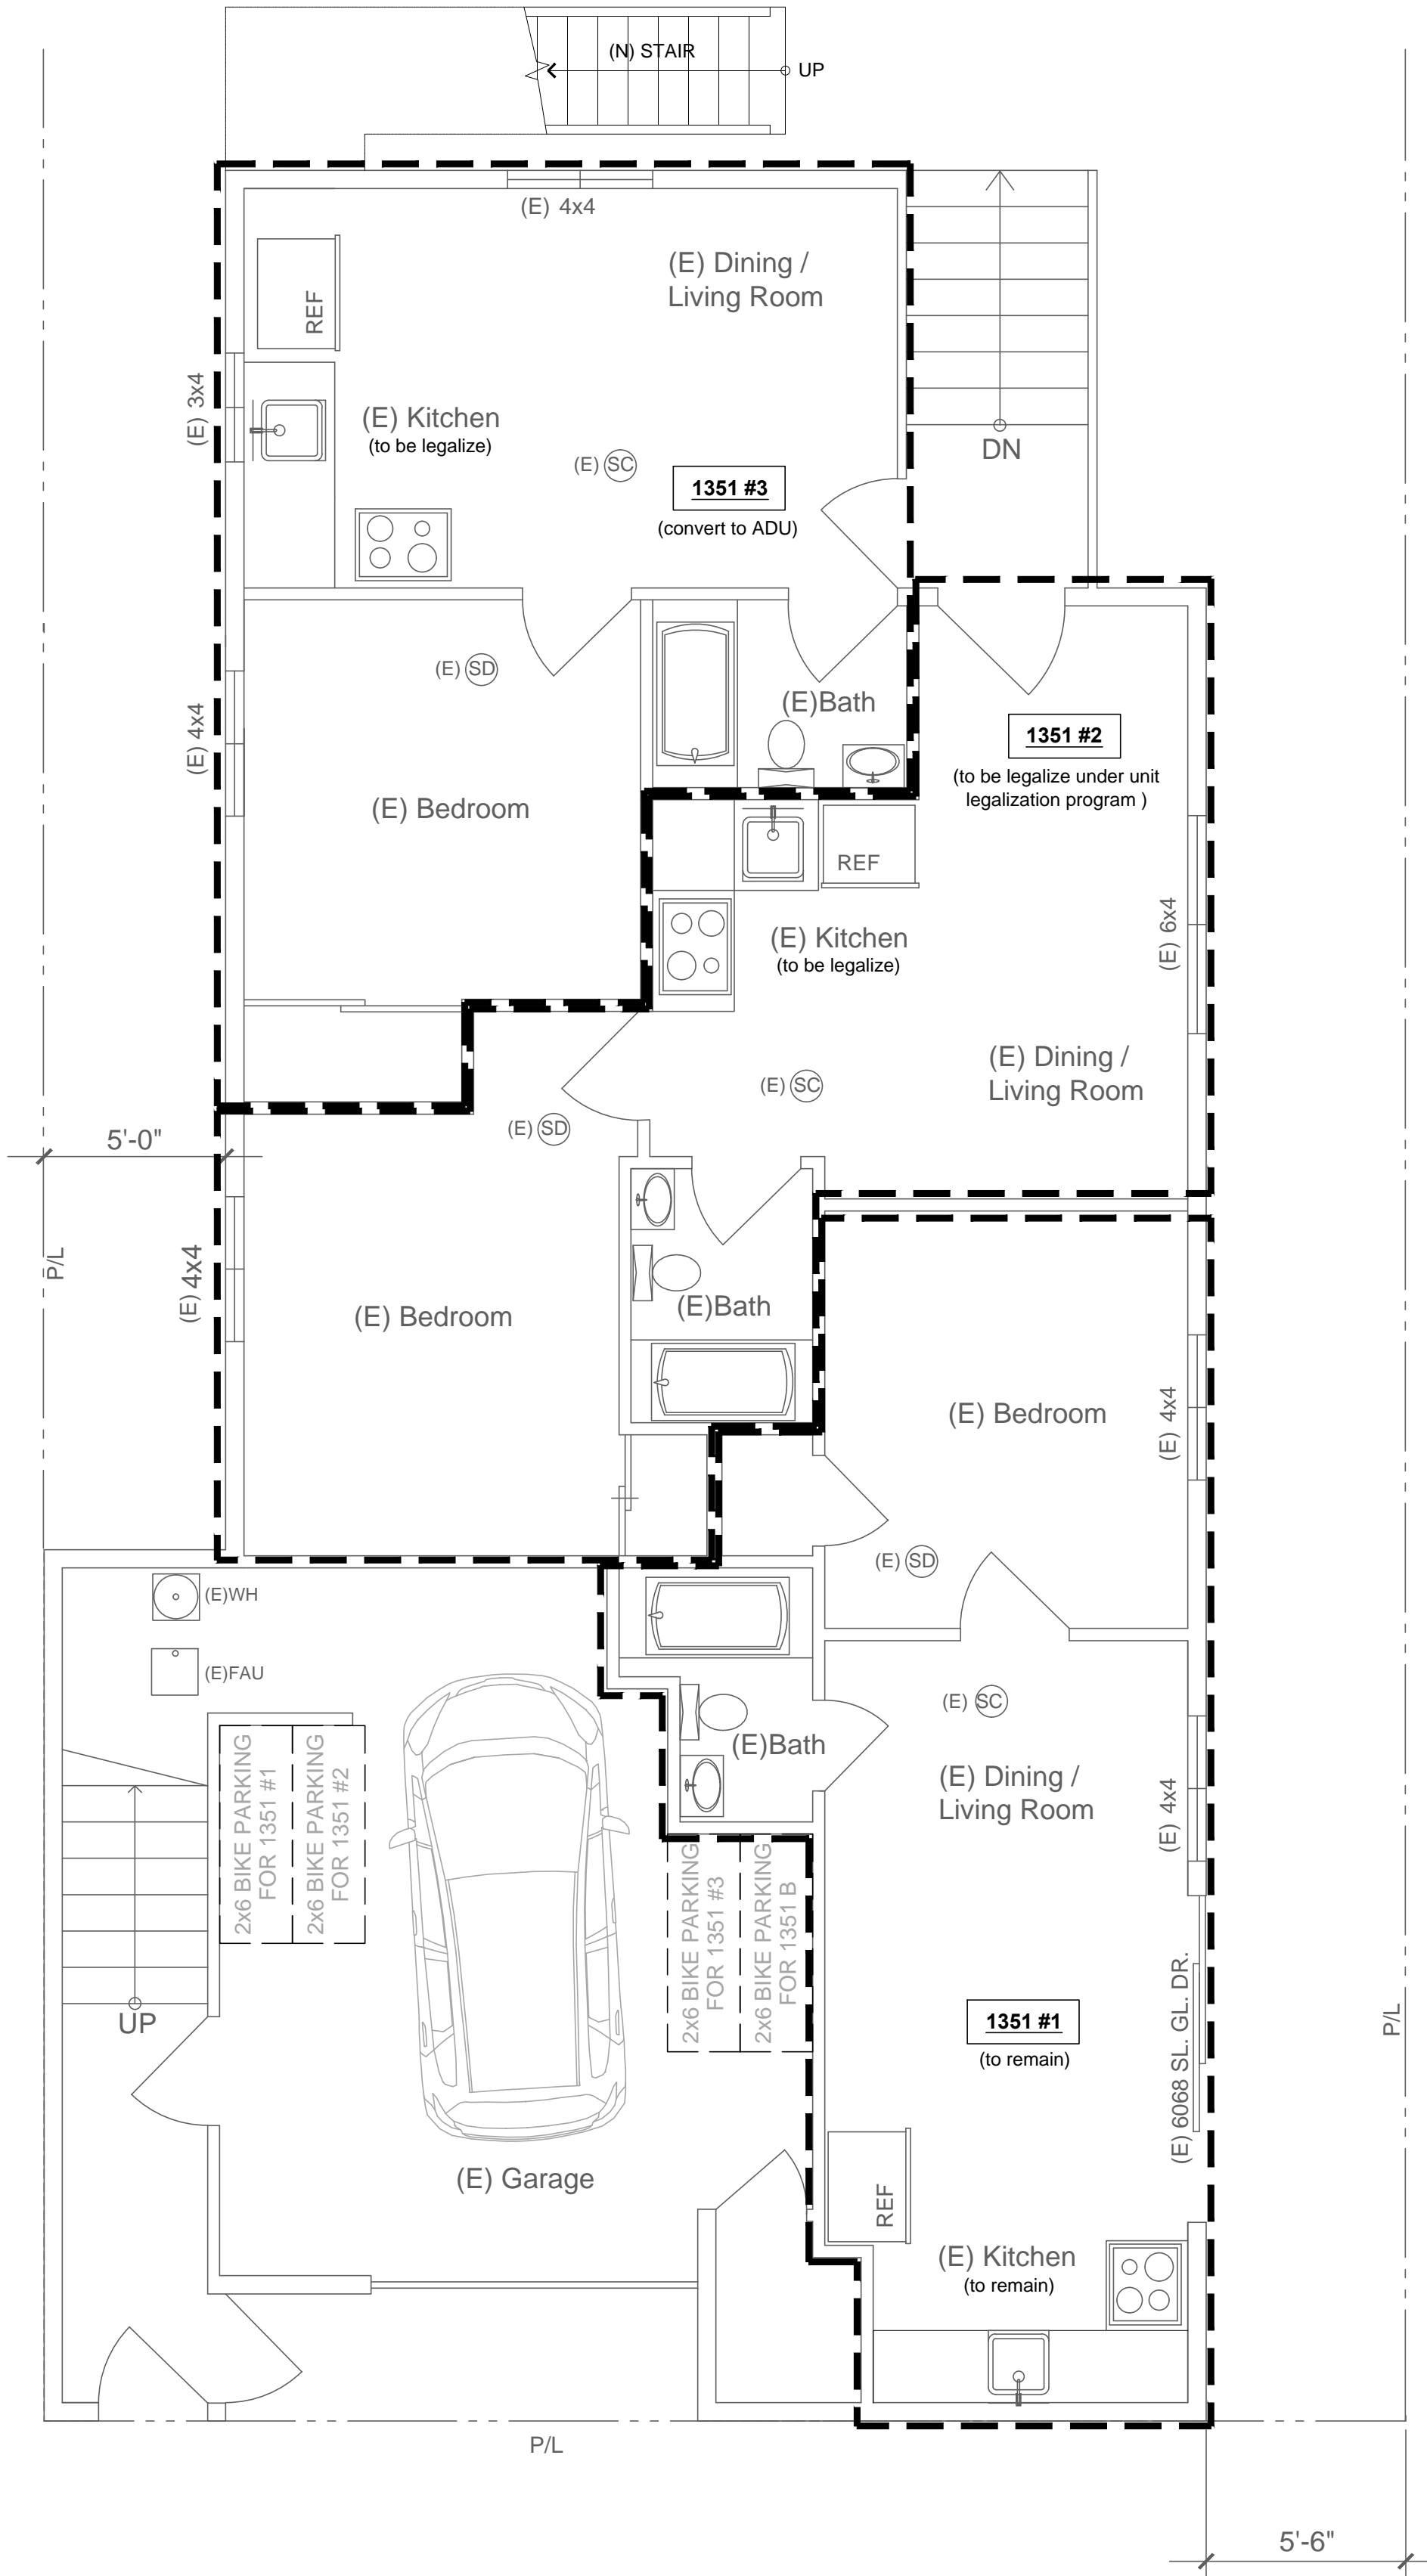 (N) STAIR
UP
(E) 4x4
(E) Dining /
Living Room
REF
(E) 3x4
(E) Kitchen
(to be legalize)
(E) SC
1351 #3
(convert to ADU)
DN
(E) SD
(E) 4x4
(E)Bath
1351 #2
(to be legalize under unit
legalization program )
(E) Bedroom
REF
(E) 6x4
(E) Kitchen
(to be legalize)
(E) Dining /
Living Room
(E) SC
(E) SD
5'-0"
P/L
(E) 4x4
(E)Bath
(E) Bedroom
(E) Bedroom
(E) 4x4
(E) SD
(E)WH
(E)FAU
(E) SC
(E)Bath
(E) Dining /
Living Room
(E) 4x4
2x6 BIKE PARKING
FOR 1351 #1
2x6 BIKE PARKING
FOR 1351 #2
2x6 BIKE PARKING
FOR 1351 #3
2x6 BIKE PARKING
FOR 1351 B
UP
1351 #1
(to remain)
(E) 6068 SL. GL. DR.
P/L
(E) Garage
REF
(E) Kitchen
(to remain)
P/L
5'-6"